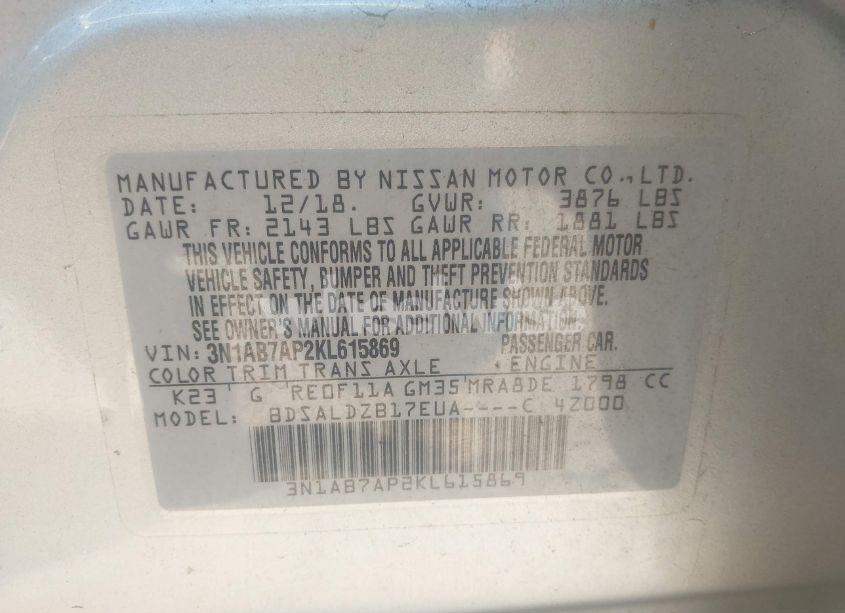 MANUFACTURED BY NISSAN MOTOR CO.,LTD.
DATE: 12/18. GVWR: 3876 LBS
GAWR FR: 2143 LBS GAWR RR: 1881 LBS
THIS VEHICLE CONFORMS TO ALL APPLICABLE FEDERAL MOTOR
VEHICLE SAFETY, BUMPER AND THEFT PREVENTION STANDARDS
IN EFFECT ON THE DATE OF MANUFACTURE SHOWN ABOVE.
SEE OWNER'S MANUAL FOR ADDITIONAL INFORMATION
VIN: 3N1AB7AP2KL615869 PASSENGER CAR.
COLOR TRIM TRANS AXLE ENGINE
K23 G RE0F11A GM35 MRA8DE 1798 CC
MODEL: BDSALDZB17EUA----C 4Z000
3N1AB7AP2KL615869